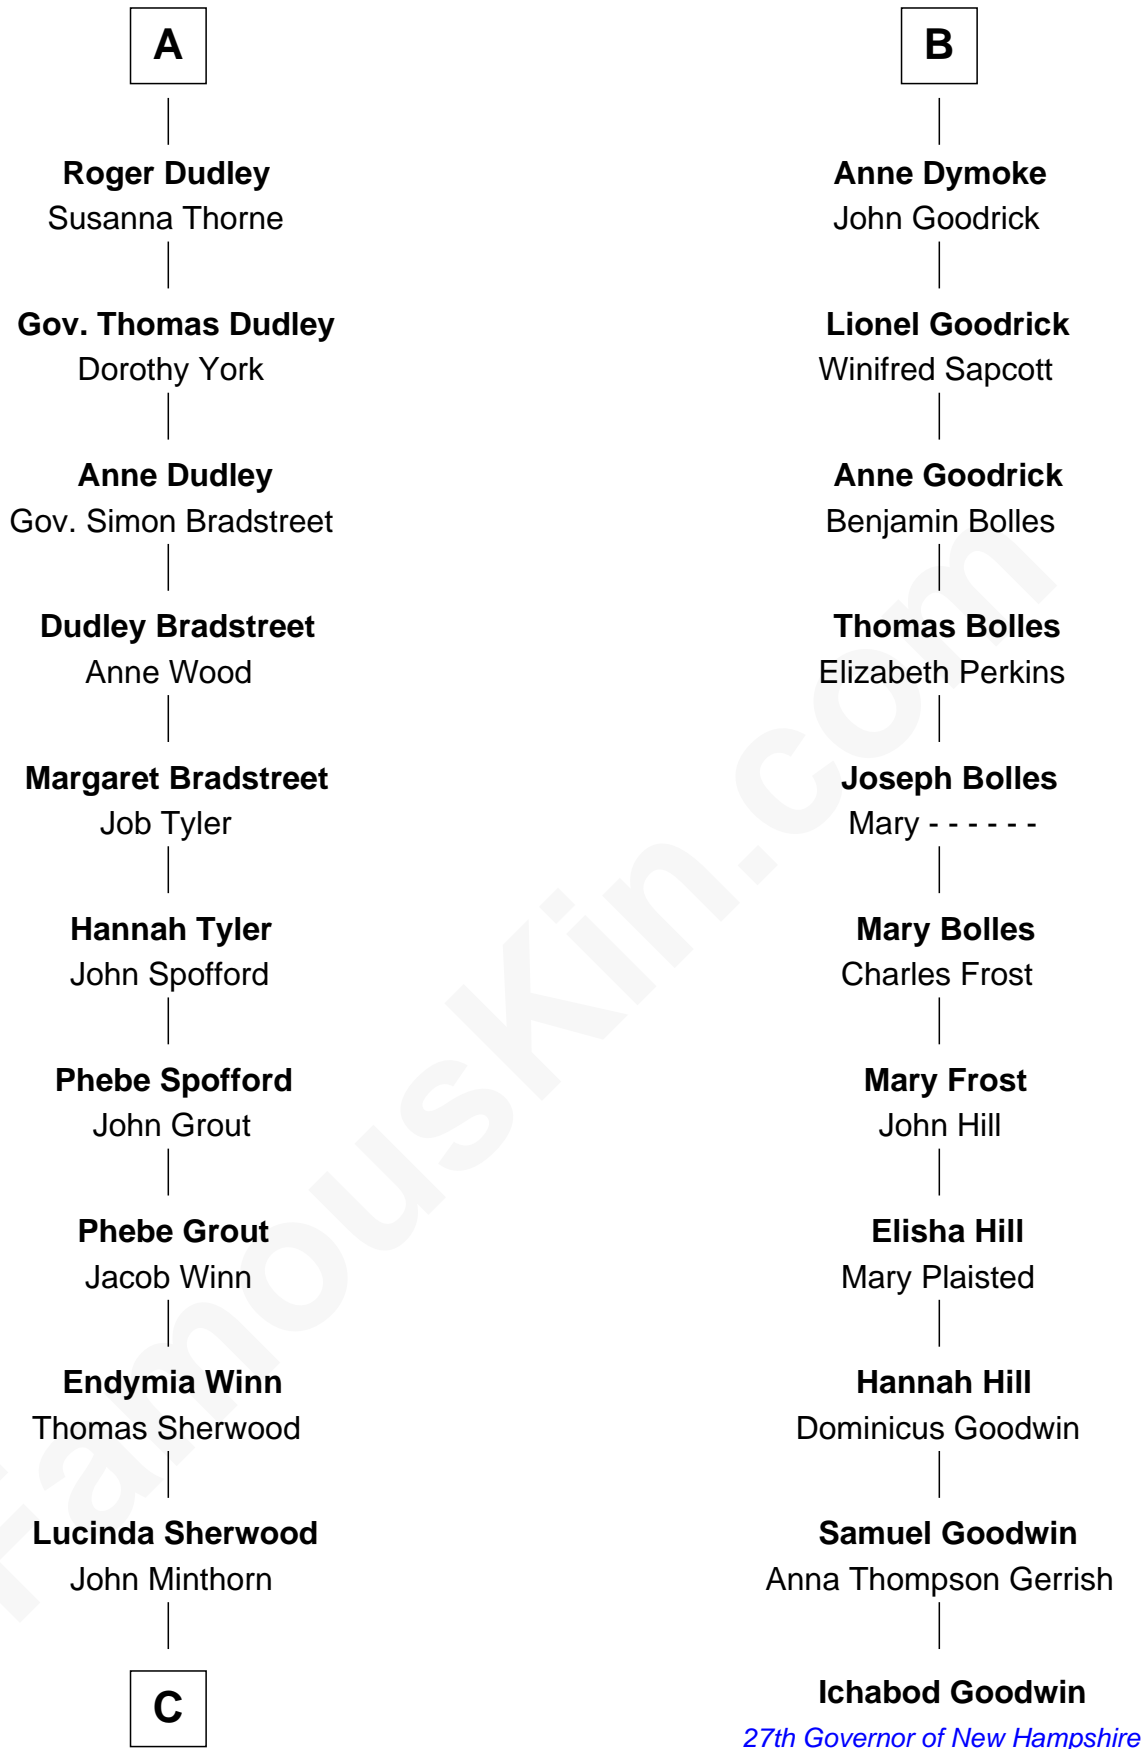 A
Roger Dudley
Susanna Thorne
Gov. Thomas Dudley
Dorothy York
Anne Dudley
Gov. Simon Bradstreet
Dudley Bradstreet
Anne Wood
Margaret Bradstreet
Job Tyler
Hannah Tyler
John Spofford
Phebe Spofford
John Grout
Phebe Grout
Jacob Winn
Endymia Winn
Thomas Sherwood
Lucinda Sherwood
John Minthorn
C
B
Anne Dymoke
John Goodrick
Lionel Goodrick
Winifred Sapcott
Anne Goodrick
Benjamin Bolles
Thomas Bolles
Elizabeth Perkins
Joseph Bolles
Mary - - - - - -
Mary Bolles
Charles Frost
Mary Frost
John Hill
Elisha Hill
Mary Plaisted
Hannah Hill
Dominicus Goodwin
Samuel Goodwin
Anna Thompson Gerrish
Ichabod Goodwin
27th Governor of New Hampshire
FamousKin.com